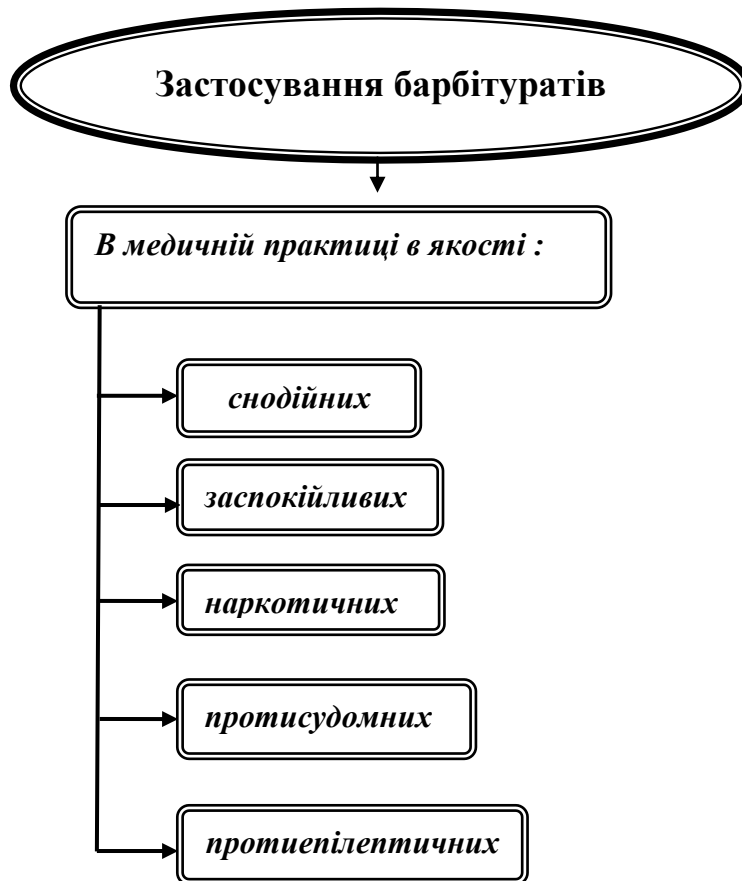 Застосування барбітуратів
В медичній практиці в якості :
снодійних
заспокійливих
наркотичних
протисудомних
протиепілептичних